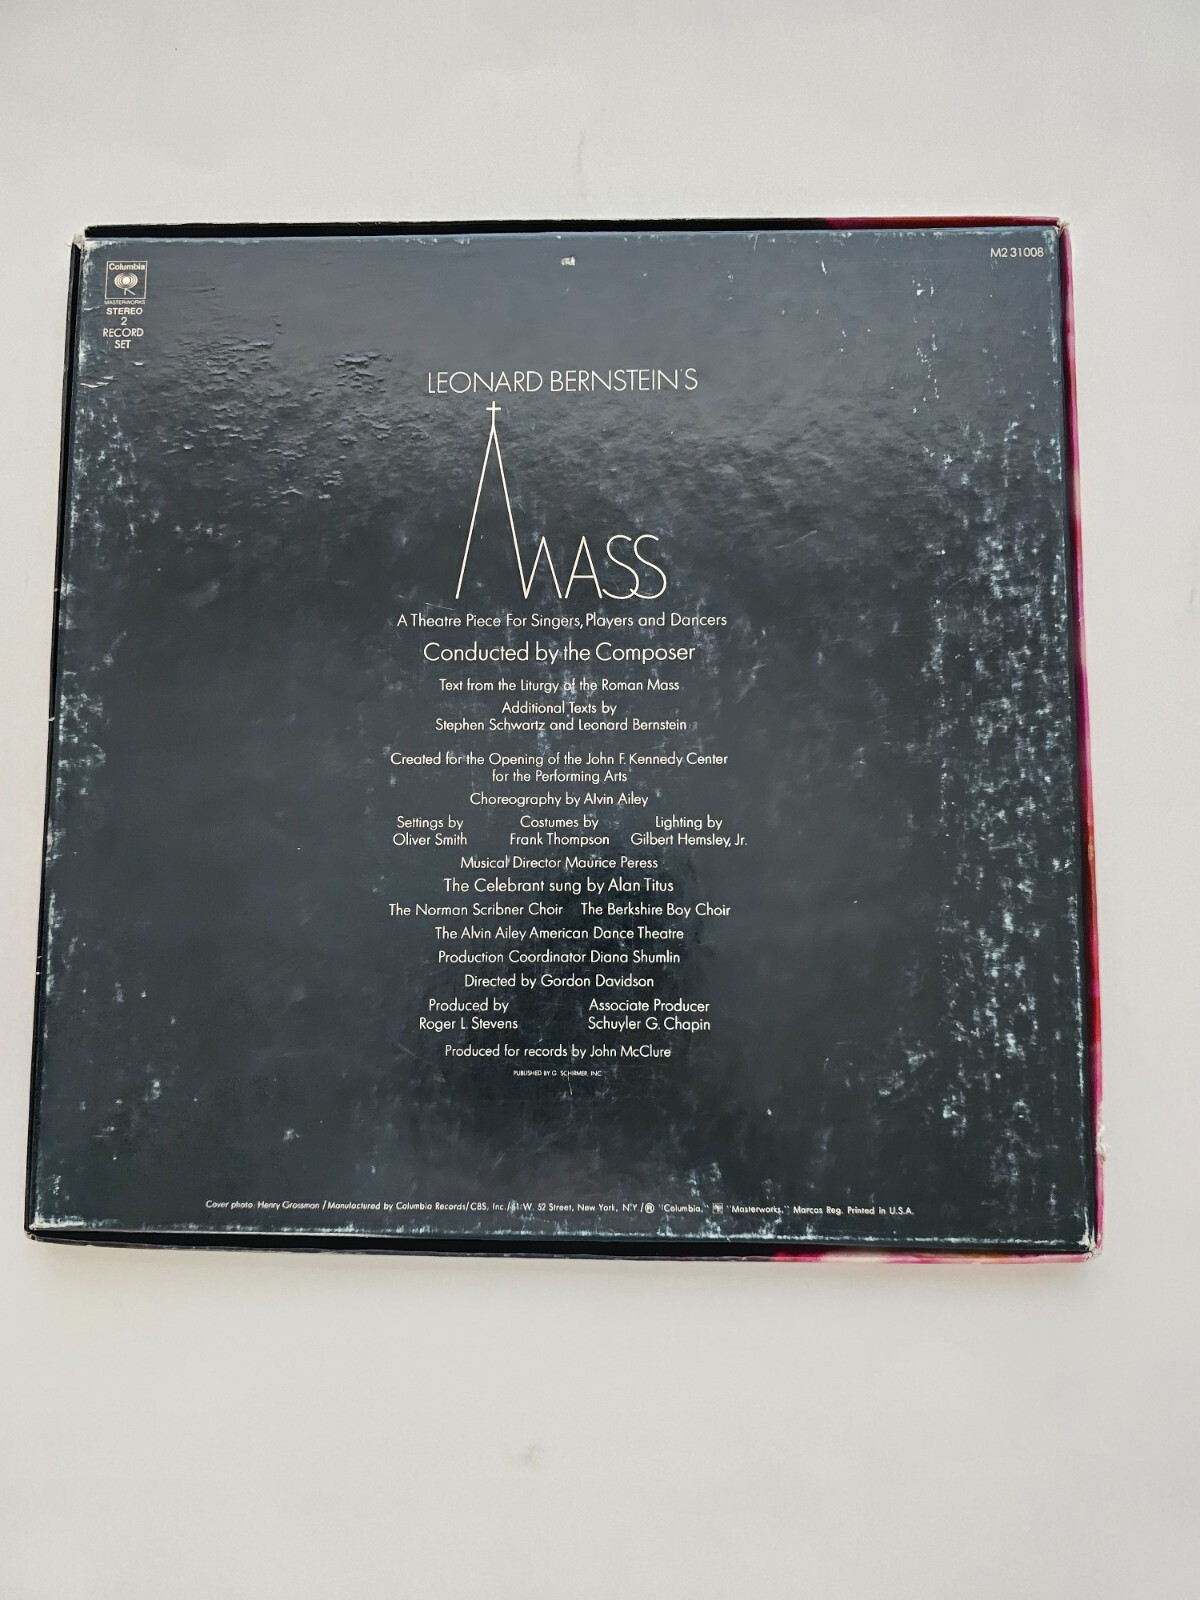 Columbia
MASTERWORKS
STEREO
2
RECORD
SET
M2 31008
LEONARD BERNSTEIN'S
MASS
A Theatre Piece For Singers, Players and Dancers
Conducted by the Composer
Text from the Liturgy of the Roman Mass
Additional Texts by
Stephen Schwartz and Leonard Bernstein
Created for the Opening of the John F. Kennedy Center
for the Performing Arts
Choreography by Alvin Ailey
Settings by Costumes by Lighting by
Oliver Smith Frank Thompson Gilbert Hemsley, Jr.
Musical Director Maurice Peress
The Celebrant sung by Alan Titus
The Norman Scribner Choir The Berkshire Boy Choir
The Alvin Ailey American Dance Theatre
Production Coordinator Diana Shumlin
Directed by Gordon Davidson
Produced by Associate Producer
Roger L. Stevens Schuyler G. Chapin
Produced for records by John McClure
PUBLISHED BY G. SCHIRMER, INC.
Cover photo: Henry Grossman / Manufactured by Columbia Records/CBS, Inc./51 W. 52 Street, New York, N.Y./® "Columbia," "Masterworks," Marcas Reg. Printed in U.S.A.